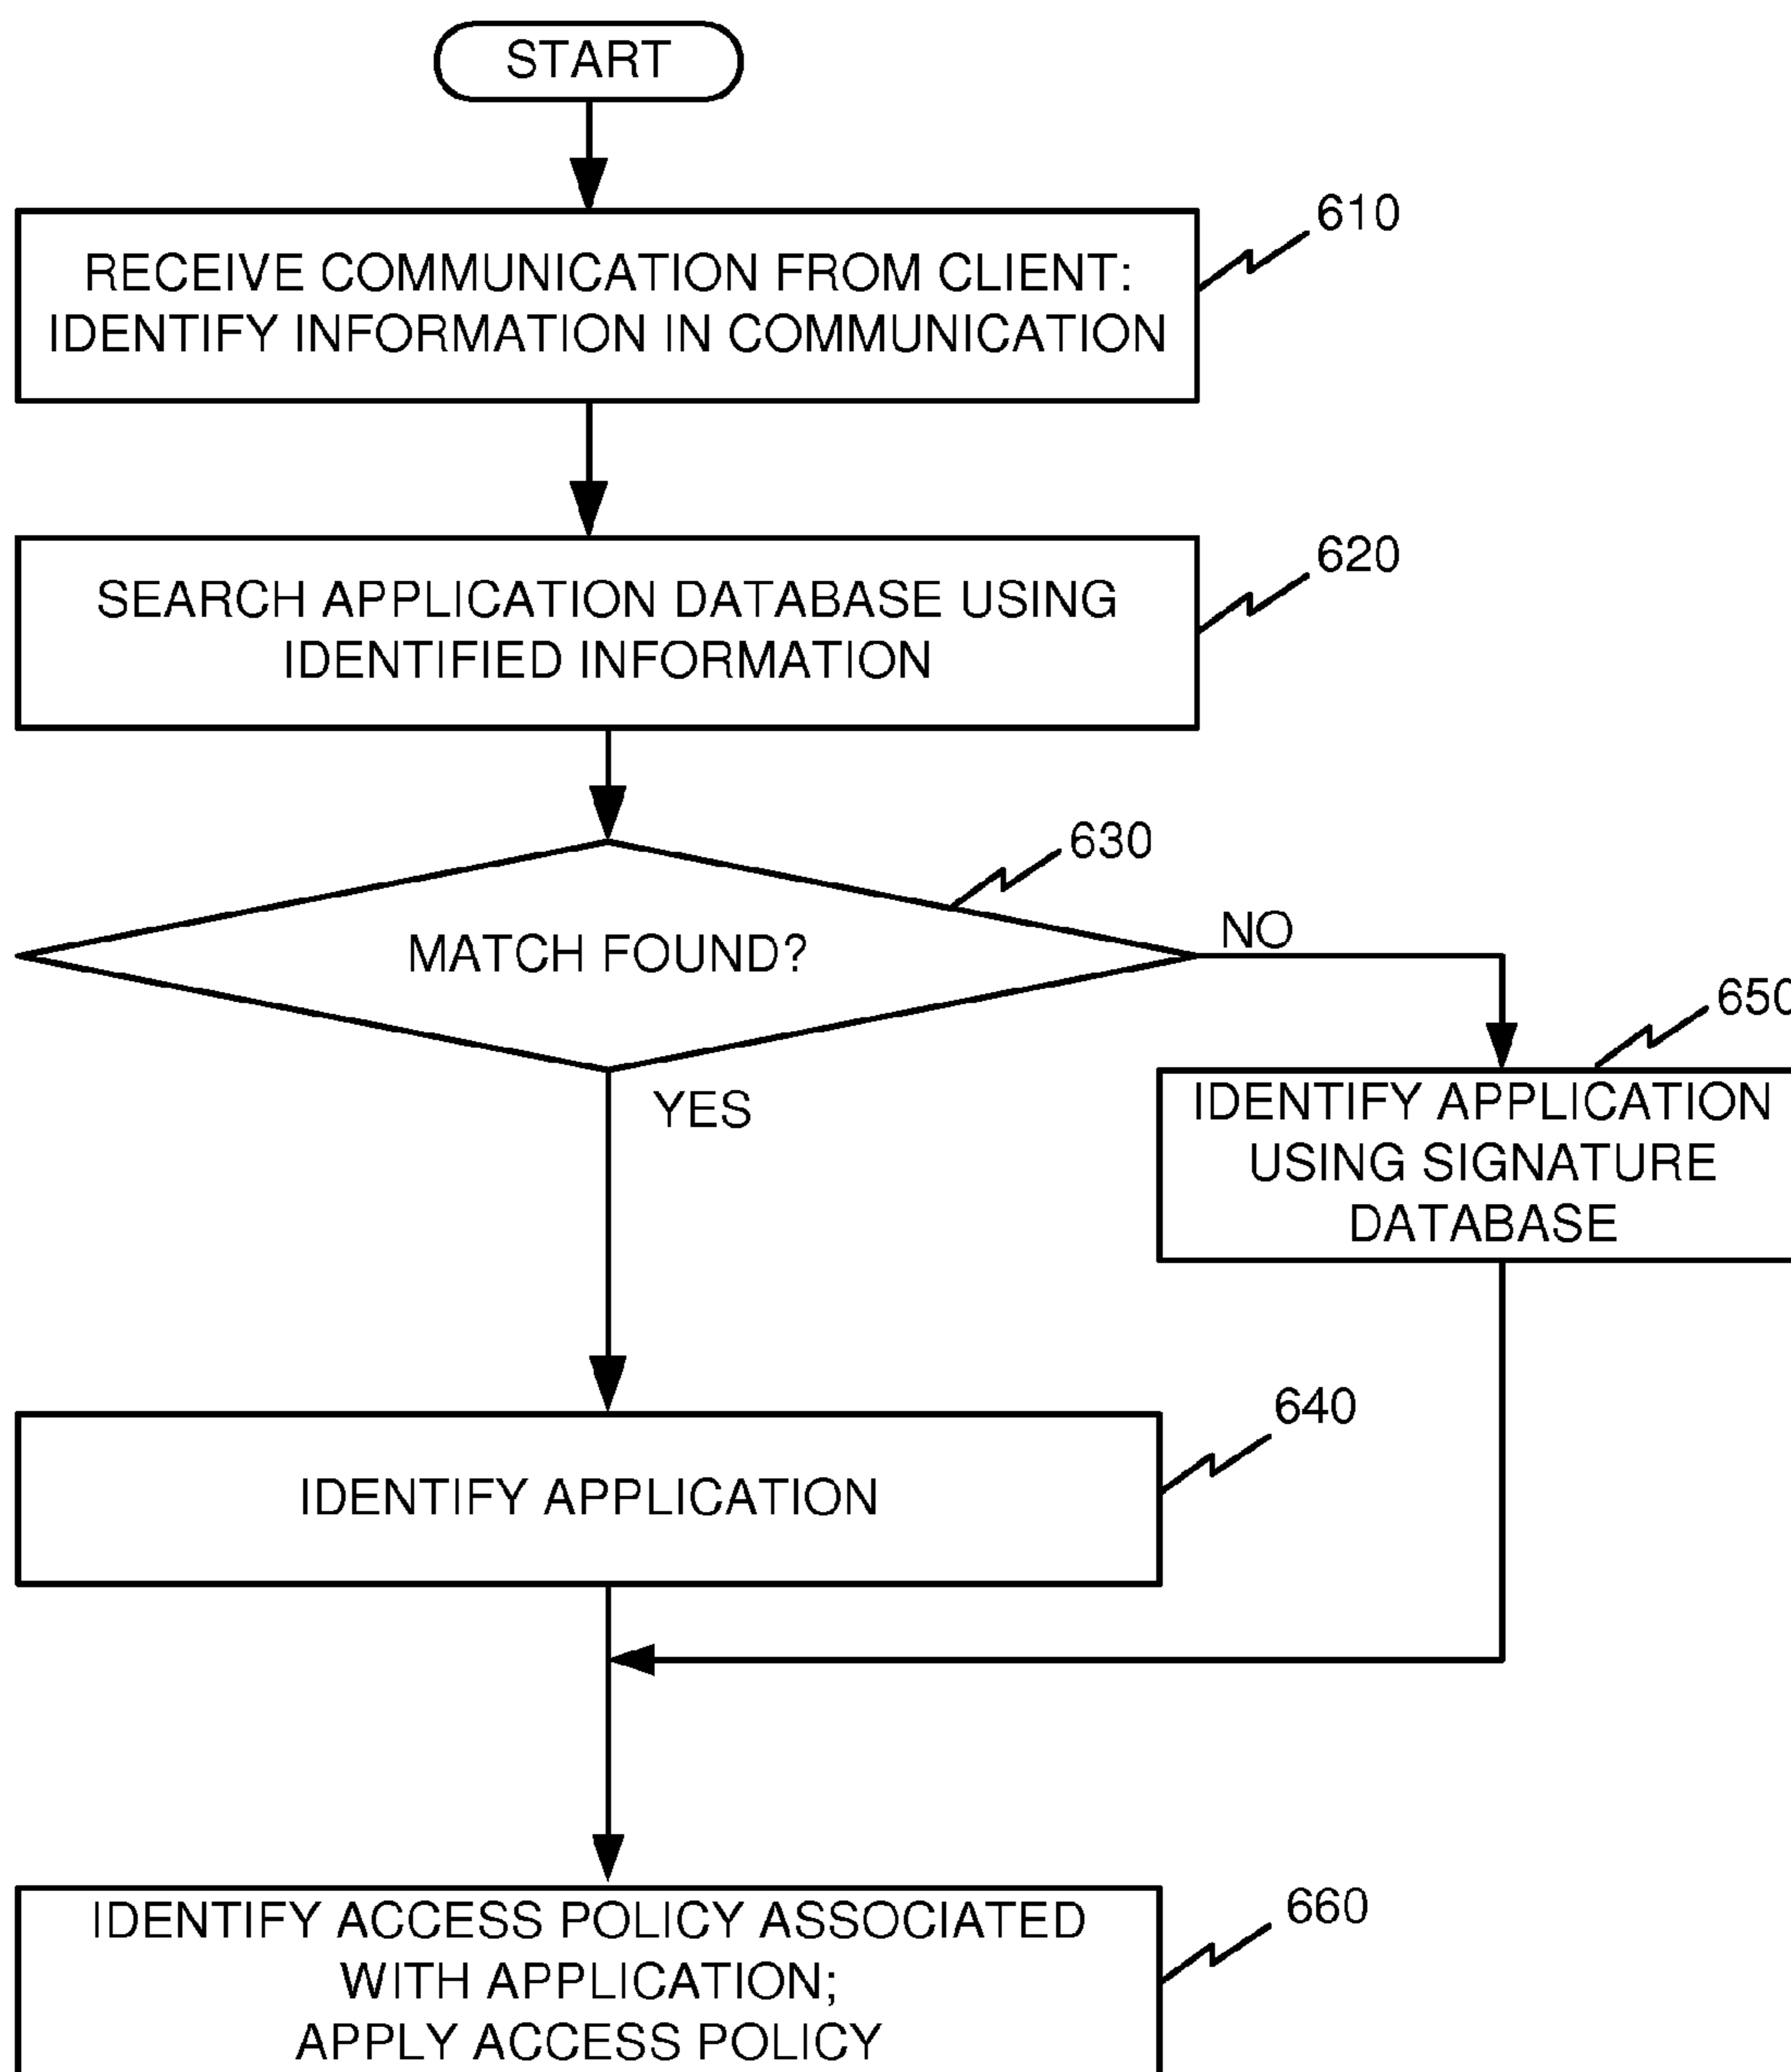 START
610
RECEIVE COMMUNICATION FROM CLIENT:
IDENTIFY INFORMATION IN COMMUNICATION
620
SEARCH APPLICATION DATABASE USING
IDENTIFIED INFORMATION
630
MATCH FOUND?
NO
650
YES
IDENTIFY APPLICATION
USING SIGNATURE
DATABASE
640
IDENTIFY APPLICATION
660
IDENTIFY ACCESS POLICY ASSOCIATED
WITH APPLICATION;
APPLY ACCESS POLICY